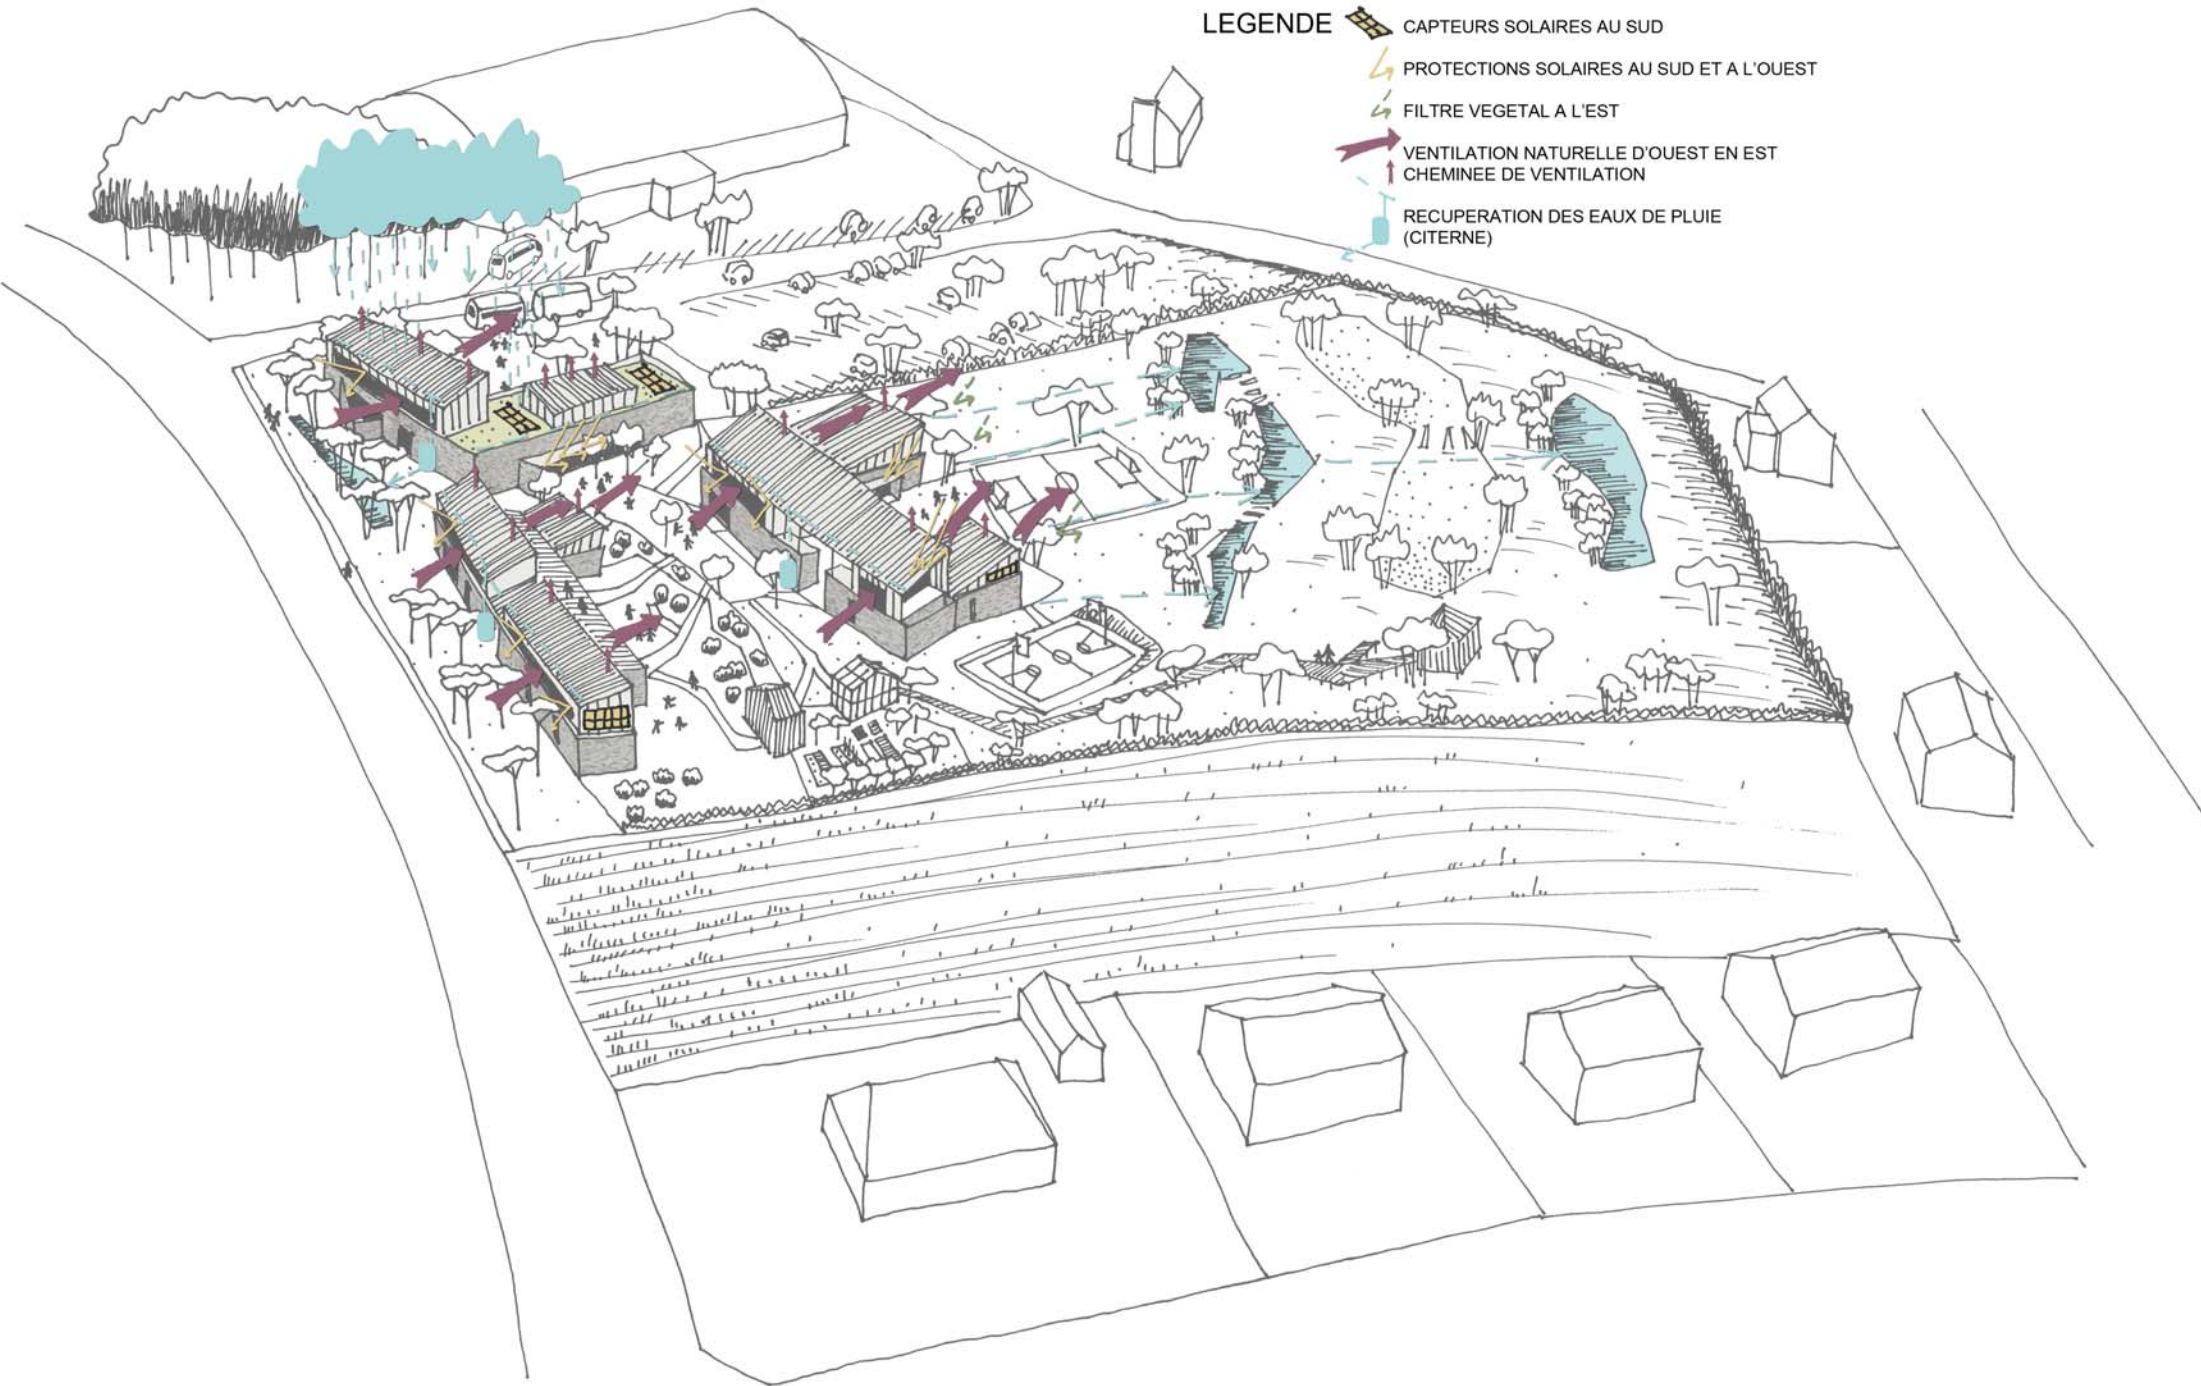 LEGENDE
CAPTEURS SOLAIRES AU SUD
PROTECTIONS SOLAIRES AU SUD ET A L'OUEST
FILTRE VEGETAL A L'EST
VENTILATION NATURELLE D'OUEST EN EST
CHEMINEE DE VENTILATION
RECUPERATION DES EAUX DE PLUIE
(CITERNE)